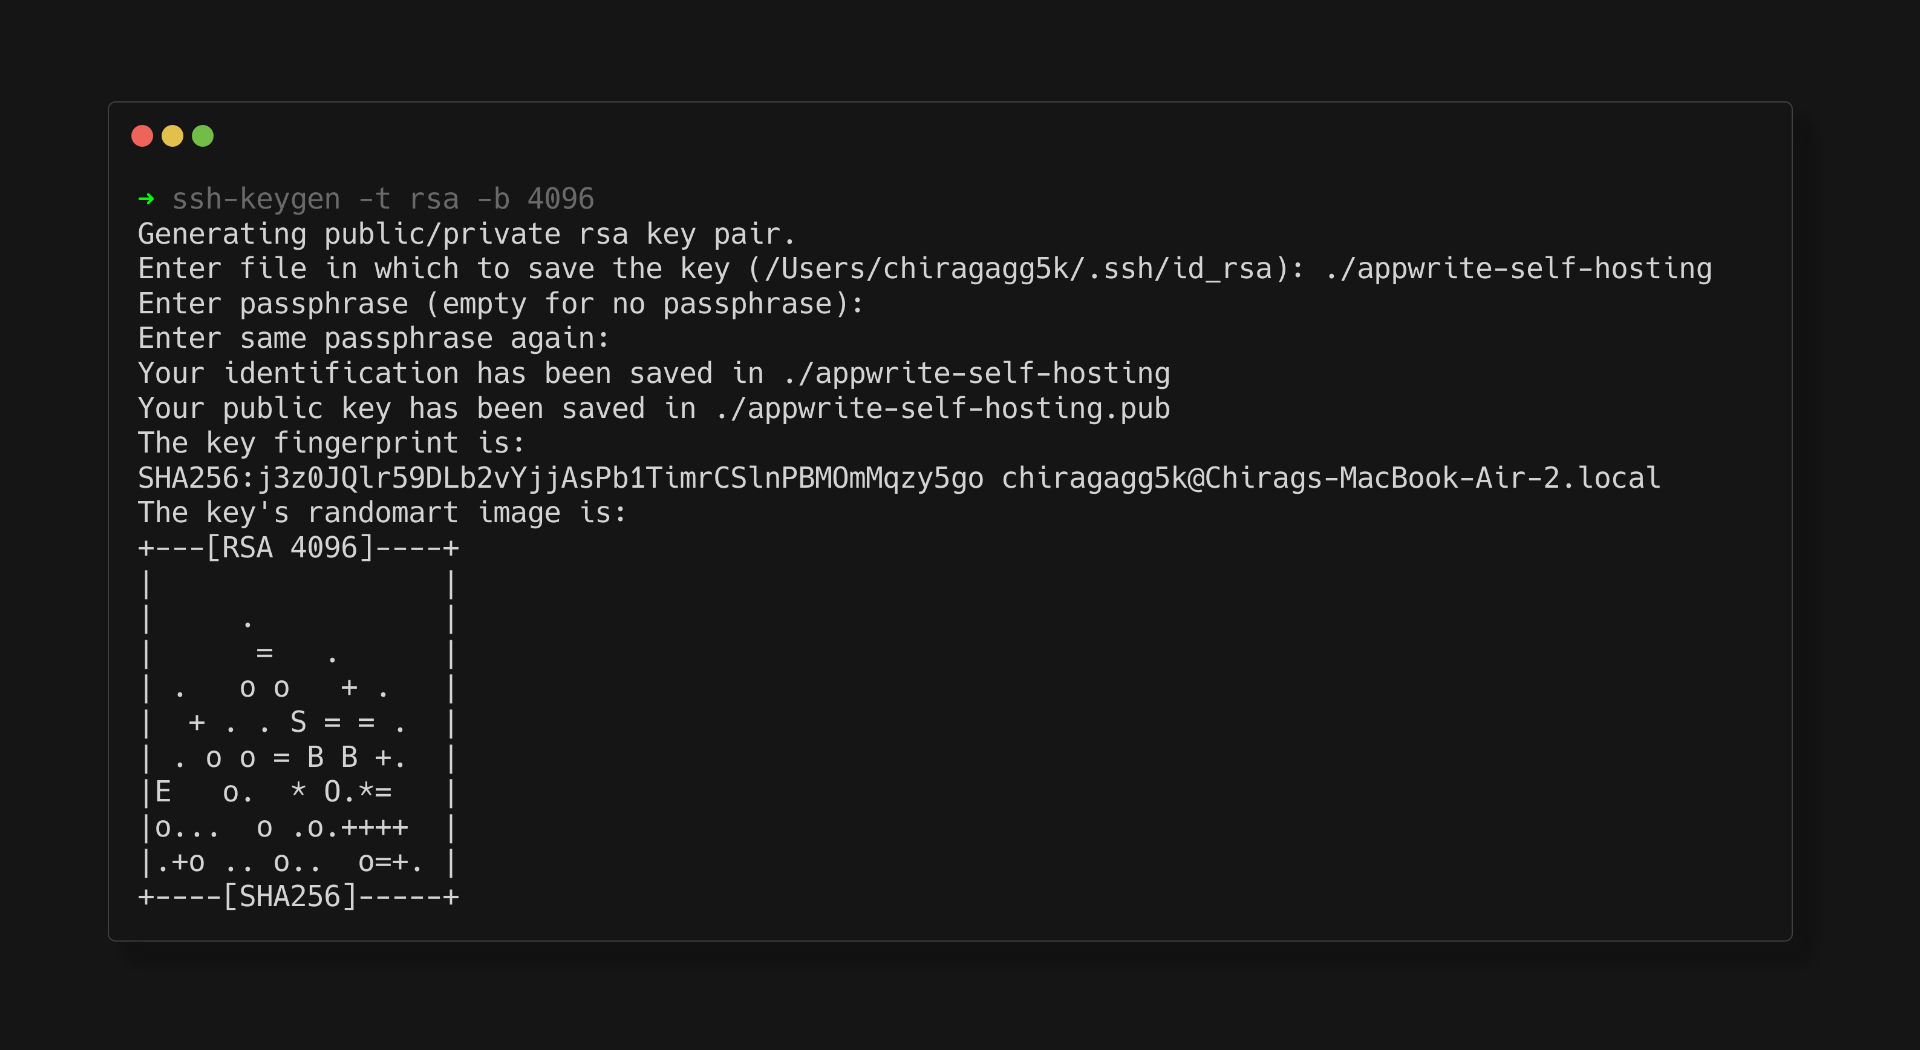 ➜ ssh-keygen -t rsa -b 4096
Generating public/private rsa key pair.
Enter file in which to save the key (/Users/chiragagg5k/.ssh/id_rsa): ./appwrite-self-hosting
Enter passphrase (empty for no passphrase):
Enter same passphrase again:
Your identification has been saved in ./appwrite-self-hosting
Your public key has been saved in ./appwrite-self-hosting.pub
The key fingerprint is:
SHA256:j3z0JQlr59DLb2vYjjAsPb1TimrCSlnPBMOmMqzy5go chiragagg5k@Chirags-MacBook-Air-2.local
The key's randomart image is:
+---[RSA 4096]----+
|                 |
|     .           |
|      =   .      |
| .   o o   + .   |
|  + . . S = = .  |
| . o o = B B +.  |
|E   o.  * O.*=   |
|o...  o .o.++++  |
|.+o .. o..  o=+. |
+----[SHA256]-----+